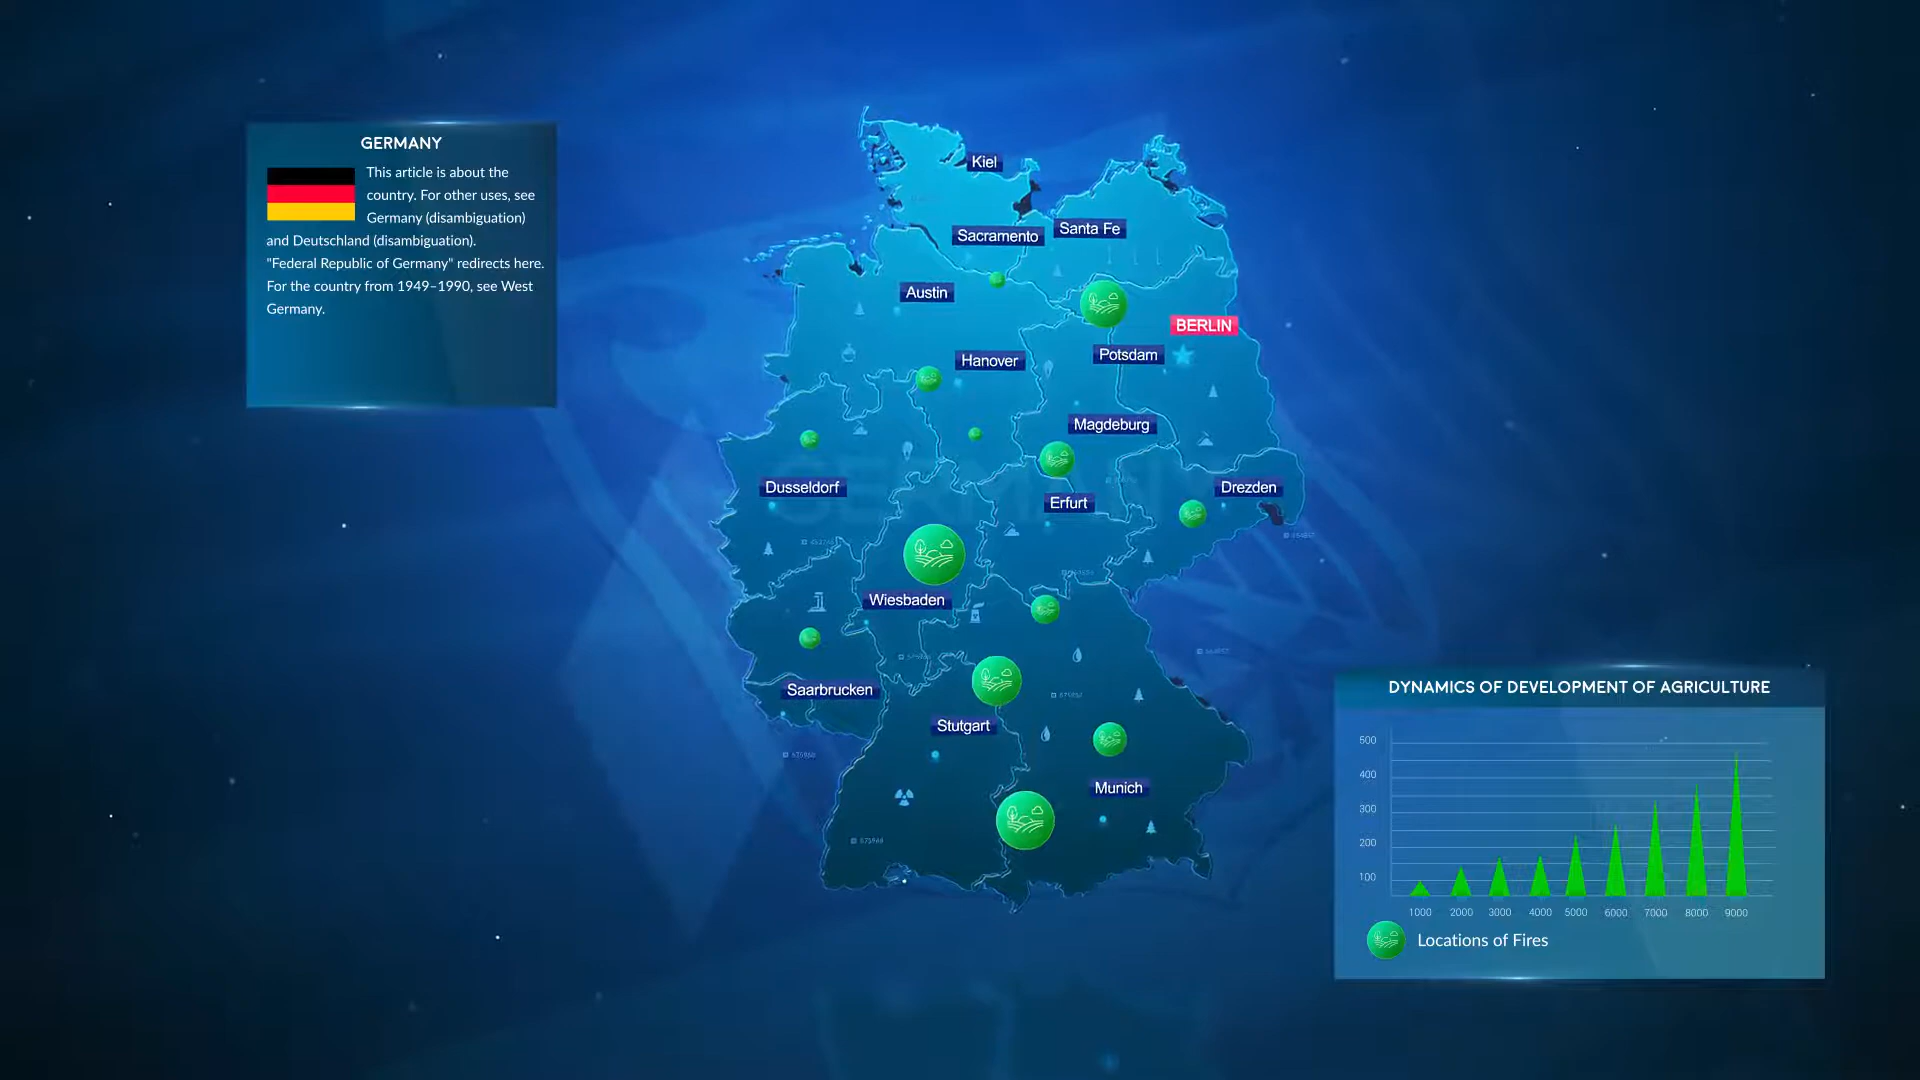 GERMANY
This article is about the
country. For other uses, see
Germany (disambiguation)
and Deutschland (disambiguation).
"Federal Republic of Germany" redirects here.
For the country from 1949–1990, see West
Germany.
Kiel
Sacramento
Santa Fe
Austin
BERLIN
Hanover
Potsdam
Magdeburg
Dusseldorf
Erfurt
Drezden
Wiesbaden
Saarbrucken
Stutgart
Munich
DYNAMICS OF DEVELOPMENT OF AGRICULTURE
500
400
300
200
100
1000 2000 3000 4000 5000 6000 7000 8000 9000
Locations of Fires